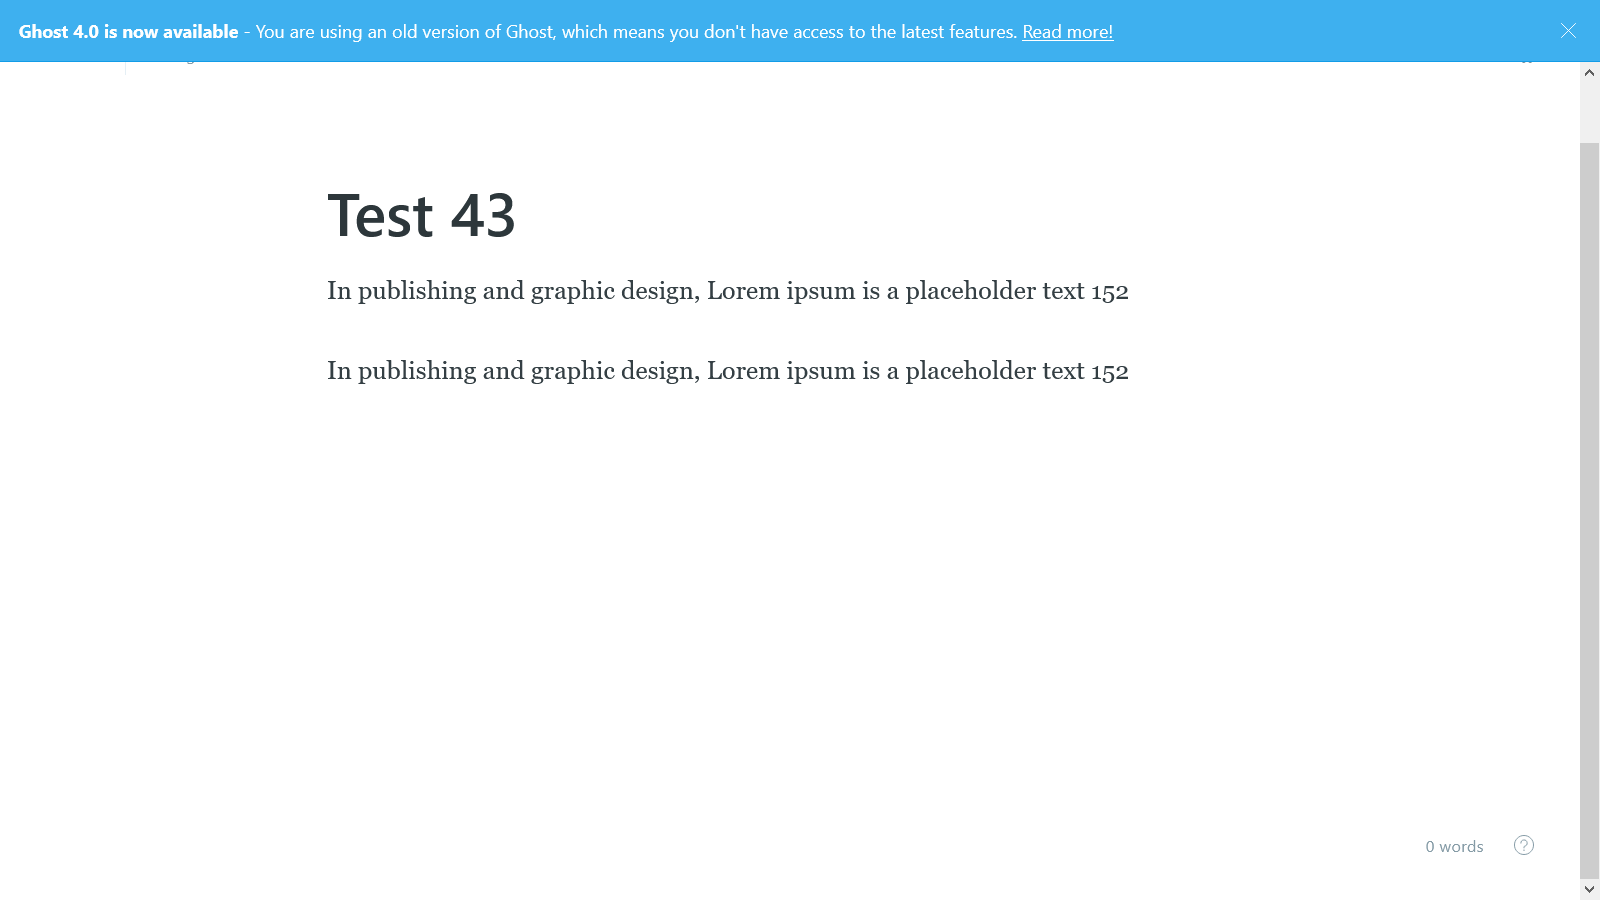 Ghost 4.0 is now available - You are using an old version of Ghost, which means you don't have access to the latest features. Read more!
Test 43
In publishing and graphic design, Lorem ipsum is a placeholder text 152
In publishing and graphic design, Lorem ipsum is a placeholder text 152
0 words
?